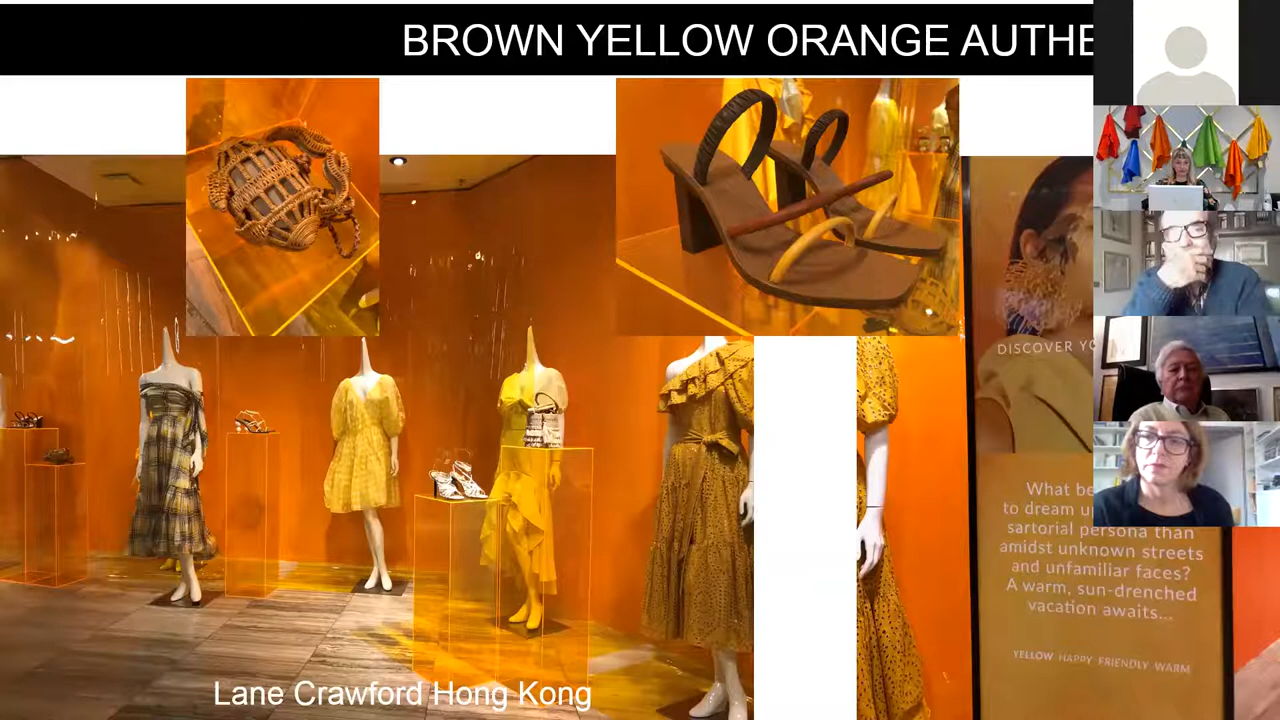 BROWN YELLOW ORANGE AUTHE
DISCOVER YO
What be
to dream u
sartorial persona than
amidst unknown streets
and unfamiliar faces?
A warm, sun-drenched
vacation awaits...
YELLOW HAPPY FRIENDLY WARM
Lane Crawford Hong Kong